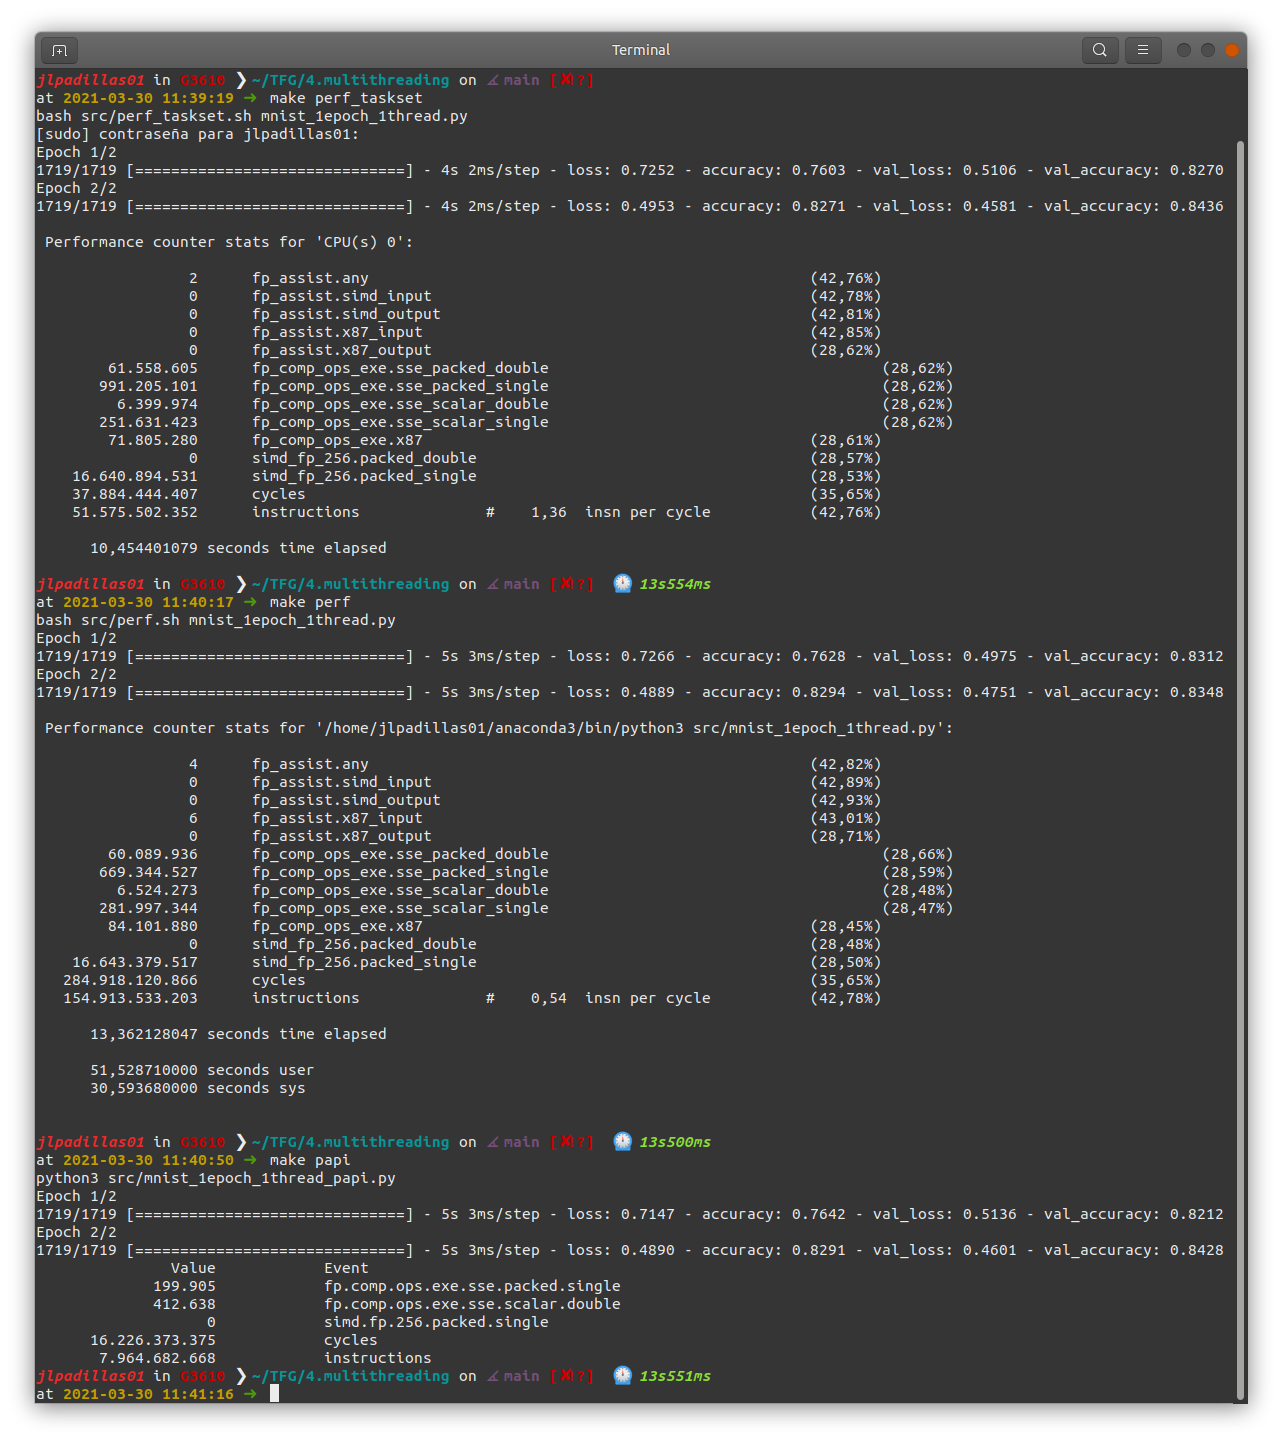 Terminal
jlpadillas01 in G3610 ❯~/TFG/4.multithreading on ∡ main [✘!?]
at 2021-03-30 11:39:19 ➜ make perf_taskset
bash src/perf_taskset.sh mnist_1epoch_1thread.py
[sudo] contraseña para jlpadillas01:
Epoch 1/2
1719/1719 [==============================] - 4s 2ms/step - loss: 0.7252 - accuracy: 0.7603 - val_loss: 0.5106 - val_accuracy: 0.8270
Epoch 2/2
1719/1719 [==============================] - 4s 2ms/step - loss: 0.4953 - accuracy: 0.8271 - val_loss: 0.4581 - val_accuracy: 0.8436
Performance counter stats for 'CPU(s) 0':
2 fp_assist.any (42,76%)
0 fp_assist.simd_input (42,78%)
0 fp_assist.simd_output (42,81%)
0 fp_assist.x87_input (42,85%)
0 fp_assist.x87_output (28,62%)
61.558.605 fp_comp_ops_exe.sse_packed_double (28,62%)
991.205.101 fp_comp_ops_exe.sse_packed_single (28,62%)
6.399.974 fp_comp_ops_exe.sse_scalar_double (28,62%)
251.631.423 fp_comp_ops_exe.sse_scalar_single (28,62%)
71.805.280 fp_comp_ops_exe.x87 (28,61%)
0 simd_fp_256.packed_double (28,57%)
16.640.894.531 simd_fp_256.packed_single (28,53%)
37.884.444.407 cycles (35,65%)
51.575.502.352 instructions # 1,36 insn per cycle (42,76%)
10,454401079 seconds time elapsed
jlpadillas01 in G3610 ❯~/TFG/4.multithreading on ∡ main [✘!?] 13s554ms
at 2021-03-30 11:40:17 ➜ make perf
bash src/perf.sh mnist_1epoch_1thread.py
Epoch 1/2
1719/1719 [==============================] - 5s 3ms/step - loss: 0.7266 - accuracy: 0.7628 - val_loss: 0.4975 - val_accuracy: 0.8312
Epoch 2/2
1719/1719 [==============================] - 5s 3ms/step - loss: 0.4889 - accuracy: 0.8294 - val_loss: 0.4751 - val_accuracy: 0.8348
Performance counter stats for '/home/jlpadillas01/anaconda3/bin/python3 src/mnist_1epoch_1thread.py':
4 fp_assist.any (42,82%)
0 fp_assist.simd_input (42,89%)
0 fp_assist.simd_output (42,93%)
6 fp_assist.x87_input (43,01%)
0 fp_assist.x87_output (28,71%)
60.089.936 fp_comp_ops_exe.sse_packed_double (28,66%)
669.344.527 fp_comp_ops_exe.sse_packed_single (28,59%)
6.524.273 fp_comp_ops_exe.sse_scalar_double (28,48%)
281.997.344 fp_comp_ops_exe.sse_scalar_single (28,47%)
84.101.880 fp_comp_ops_exe.x87 (28,45%)
0 simd_fp_256.packed_double (28,48%)
16.643.379.517 simd_fp_256.packed_single (28,50%)
284.918.120.866 cycles (35,65%)
154.913.533.203 instructions # 0,54 insn per cycle (42,78%)
13,362128047 seconds time elapsed
51,528710000 seconds user
30,593680000 seconds sys
jlpadillas01 in G3610 ❯~/TFG/4.multithreading on ∡ main [✘!?] 13s500ms
at 2021-03-30 11:40:50 ➜ make papi
python3 src/mnist_1epoch_1thread_papi.py
Epoch 1/2
1719/1719 [==============================] - 5s 3ms/step - loss: 0.7147 - accuracy: 0.7642 - val_loss: 0.5136 - val_accuracy: 0.8212
Epoch 2/2
1719/1719 [==============================] - 5s 3ms/step - loss: 0.4890 - accuracy: 0.8291 - val_loss: 0.4601 - val_accuracy: 0.8428
Value Event
199.905 fp.comp.ops.exe.sse.packed.single
412.638 fp.comp.ops.exe.sse.scalar.double
0 simd.fp.256.packed.single
16.226.373.375 cycles
7.964.682.668 instructions
jlpadillas01 in G3610 ❯~/TFG/4.multithreading on ∡ main [✘!?] 13s551ms
at 2021-03-30 11:41:16 ➜